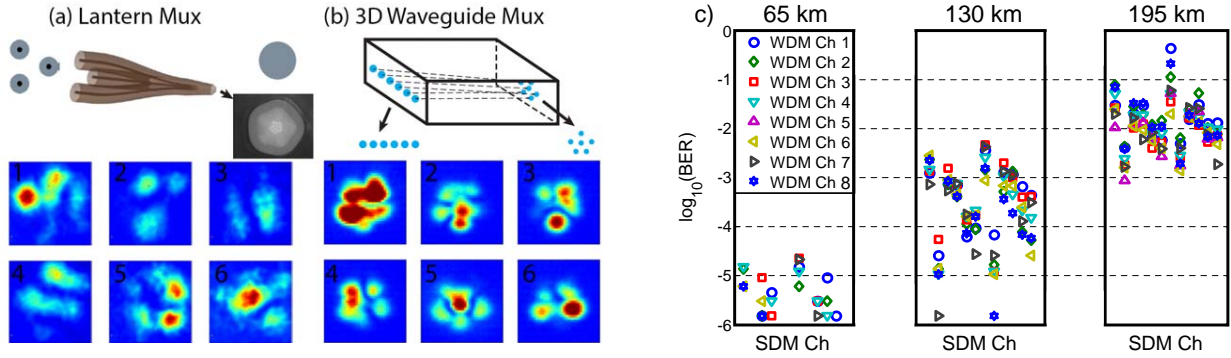 (a) Lantern Mux
(b) 3D Waveguide Mux
1
2
3
4
5
6
1
2
3
4
5
6
c)
65 km
130 km
195 km
log10(BER)
0
-1
-2
-3
-4
-5
-6
WDM Ch 1
WDM Ch 2
WDM Ch 3
WDM Ch 4
WDM Ch 5
WDM Ch 6
WDM Ch 7
WDM Ch 8
SDM Ch
SDM Ch
SDM Ch